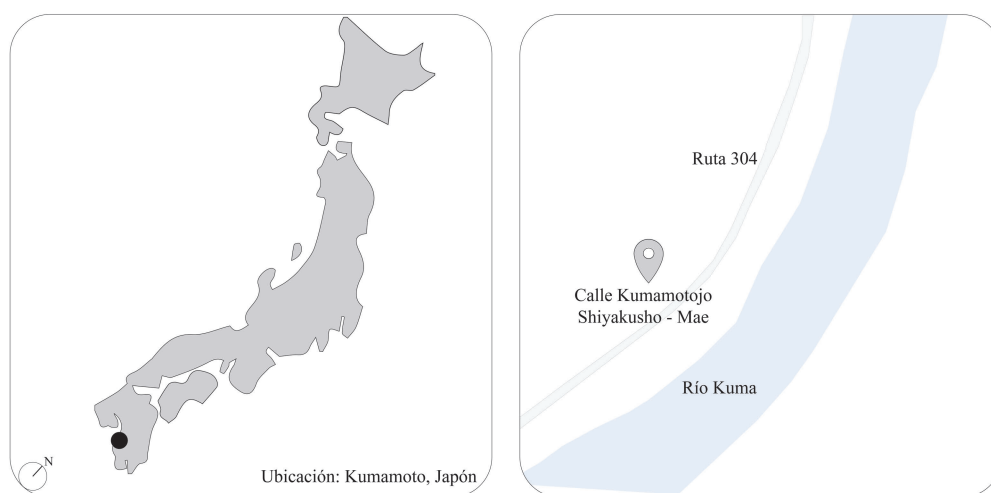 N
Ubicación: Kumamoto, Japón
Ruta 304
Calle Kumamotojo
Shiyakusho - Mae
Río Kuma